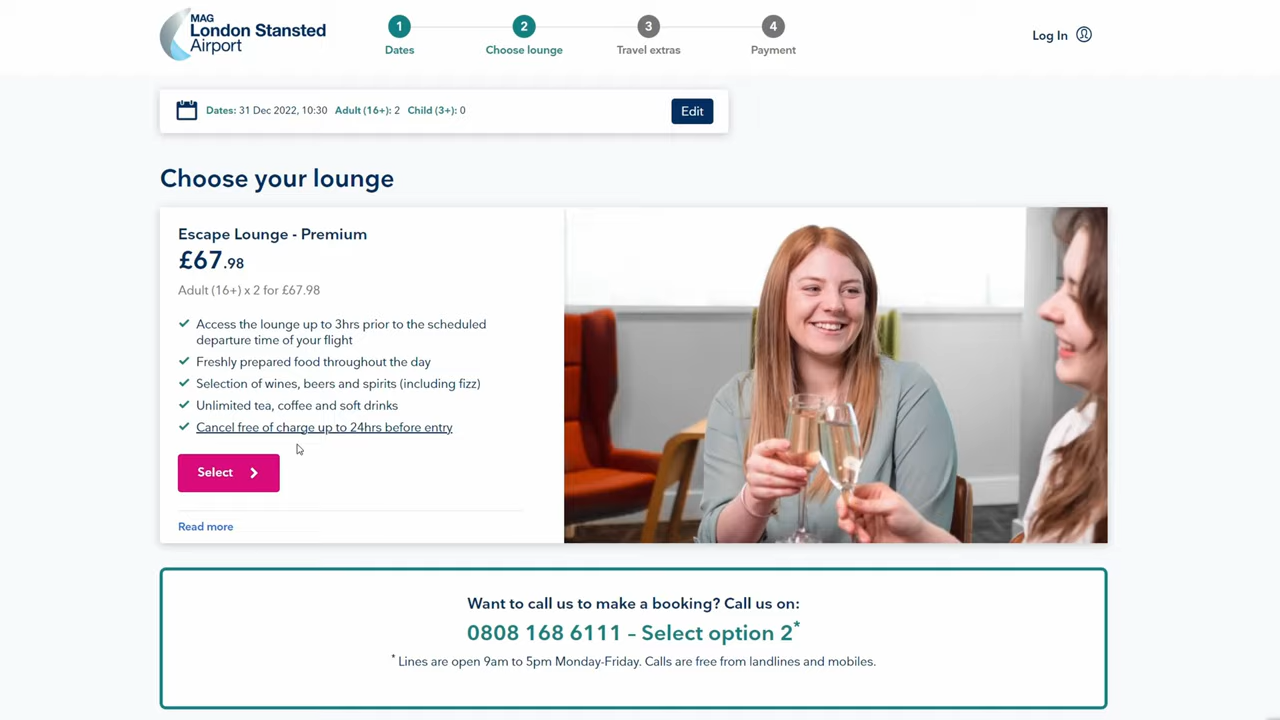 MAG
London Stansted
Airport
1
2
3
4
Dates
Choose lounge
Travel extras
Payment
Log In
Dates: 31 Dec 2022, 10:30 Adult (16+): 2 Child (3+): 0
Edit
Choose your lounge
Escape Lounge - Premium
£67.98
Adult (16+) x 2 for £67.98
Access the lounge up to 3hrs prior to the scheduled
departure time of your flight
Freshly prepared food throughout the day
Selection of wines, beers and spirits (including fizz)
Unlimited tea, coffee and soft drinks
Cancel free of charge up to 24hrs before entry
Select
Read more
Want to call us to make a booking? Call us on:
0808 168 6111 – Select option 2*
* Lines are open 9am to 5pm Monday-Friday. Calls are free from landlines and mobiles.